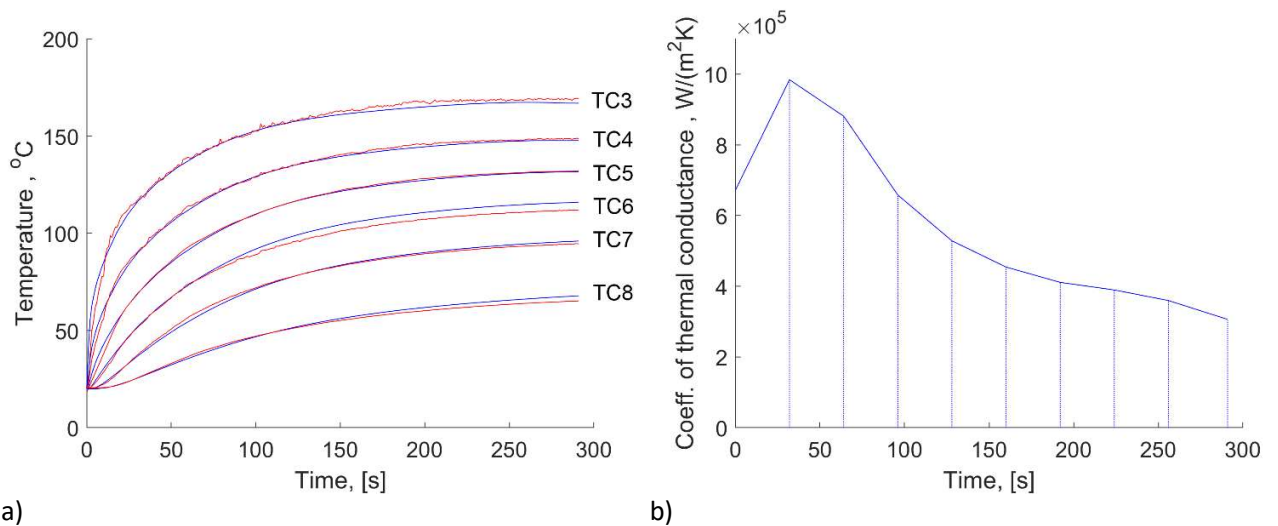 200
150
100
50
0
0 50 100 150 200 250 300
Temperature , °C
Time, [s]
TC3
TC4
TC5
TC6
TC7
TC8
a)
×10⁵
10
8
6
4
2
0
0 50 100 150 200 250 300
Coeff. of thermal conductance , W/(m²K)
Time, [s]
b)